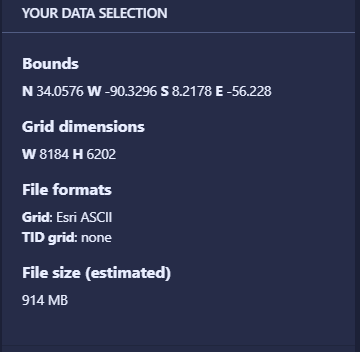 YOUR DATA SELECTION
Bounds
N 34.0576 W -90.3296 S 8.2178 E -56.228
Grid dimensions
W 8184 H 6202
File formats
Grid: Esri ASCII
TID grid: none
File size (estimated)
914 MB